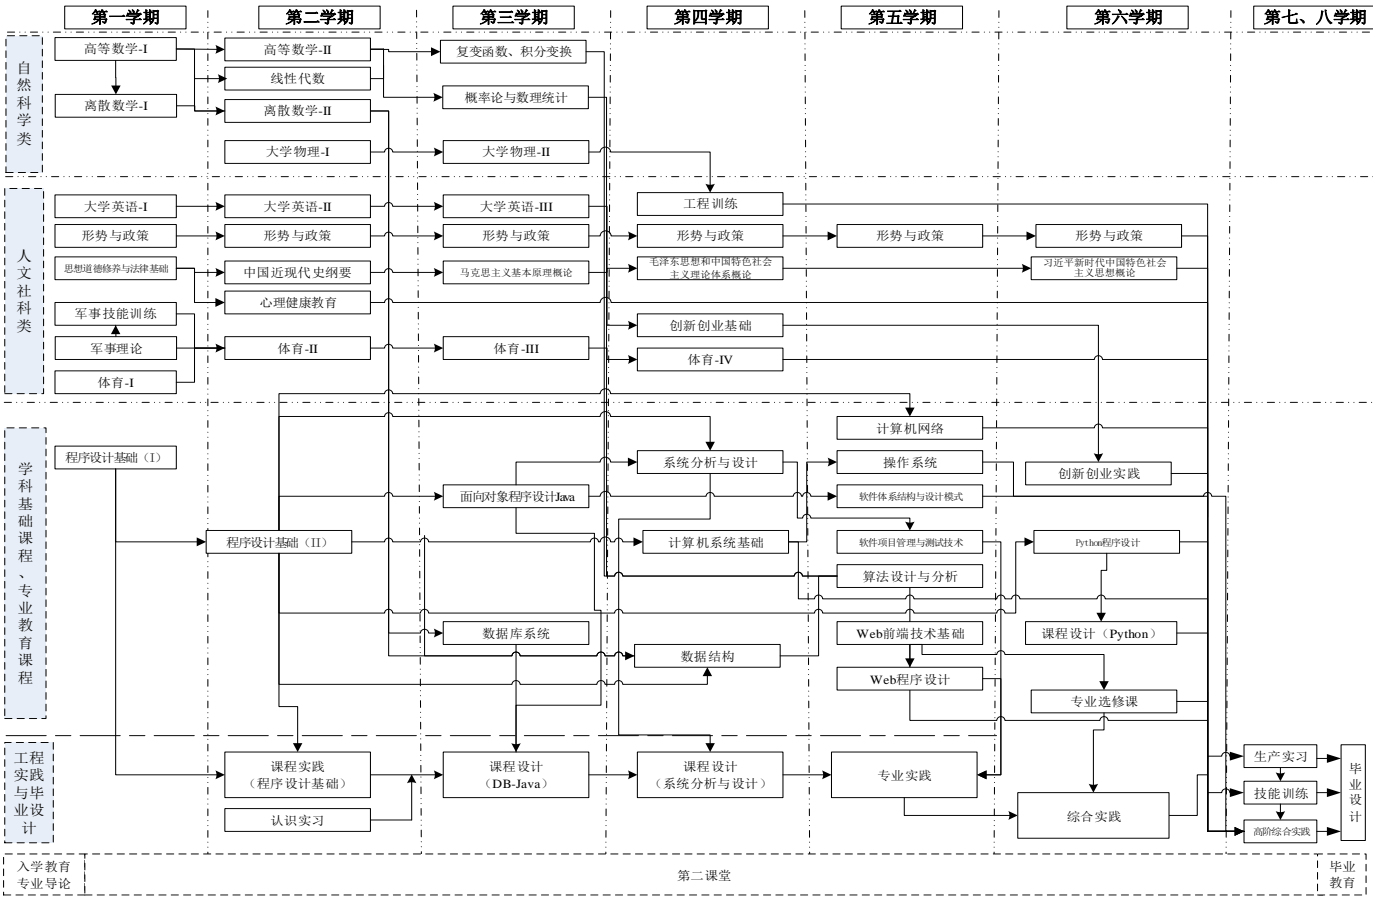 第一学期
第二学期
第三学期
第四学期
第五学期
第六学期
第七、八学期
自然科学类
高等数学-I
高等数学-II
复变函数、积分变换
线性代数
离散数学-I
离散数学-II
概率论与数理统计
大学物理-I
大学物理-II
人文社科类
大学英语-I
大学英语-II
大学英语-III
工程训练
形势与政策
形势与政策
形势与政策
形势与政策
形势与政策
形势与政策
思想道德修养与法律基础
中国近现代史纲要
马克思主义基本原理概论
毛泽东思想和中国特色社会
主义理论体系概论
习近平新时代中国特色社会
主义思想概论
心理健康教育
军事技能训练
创新创业基础
军事理论
体育-II
体育-III
体育-IV
体育-I
学科基础课程、专业教育课程
计算机网络
程序设计基础（I）
系统分析与设计
操作系统
创新创业实践
面向对象程序设计Java
软件体系结构与设计模式
程序设计基础（II）
计算机系统基础
软件项目管理与测试技术
Python程序设计
算法设计与分析
数据库系统
Web前端技术基础
课程设计（Python）
数据结构
Web程序设计
专业选修课
工程
实践
与毕
业设
计
课程实践
（程序设计基础）
课程设计
（DB-Java）
课程设计
（系统分析与设计）
专业实践
综合实践
认识实习
生产实习
技能训练
高阶综合实践
毕业设计
入学教育
专业导论
第二课堂
毕业
教育